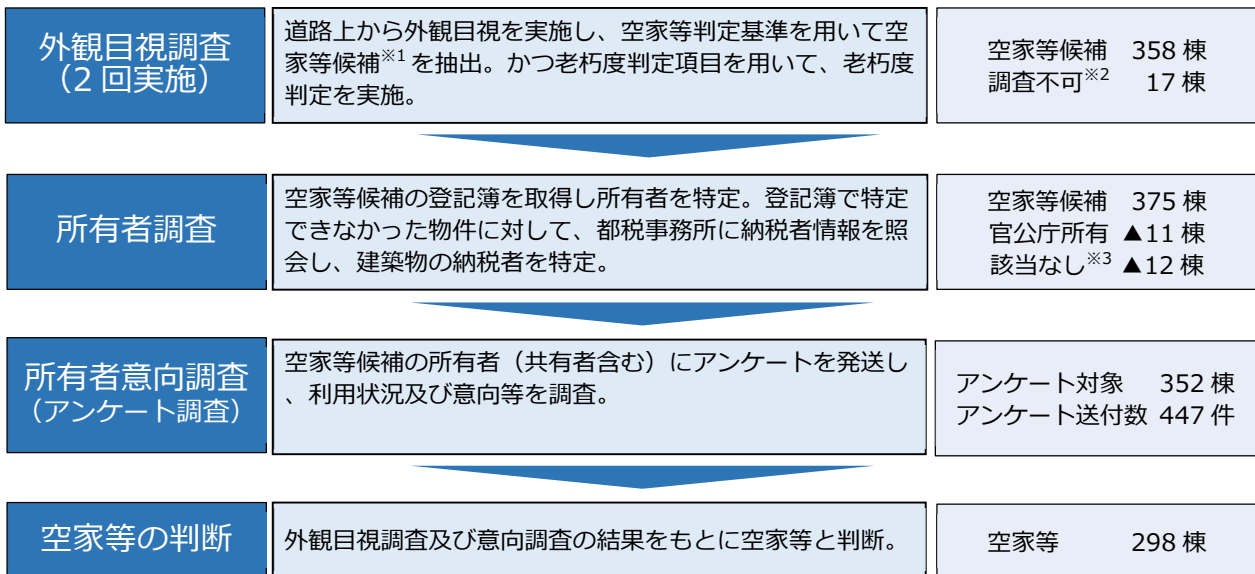 外観目視調査
（2 回実施）
道路上から外観目視を実施し、空家等判定基準を用いて空
家等候補※1 を抽出。かつ老朽度判定項目を用いて、老朽度
判定を実施。
空家等候補 358 棟
調査不可※2 17 棟
所有者調査
空家等候補の登記簿を取得し所有者を特定。登記簿で特定
できなかった物件に対して、都税事務所に納税者情報を照
会し、建築物の納税者を特定。
空家等候補 375 棟
官公庁所有 ▲11 棟
該当なし※3 ▲12 棟
所有者意向調査
（アンケート調査）
空家等候補の所有者（共有者含む）にアンケートを発送し
、利用状況及び意向等を調査。
アンケート対象 352 棟
アンケート送付数 447 件
空家等の判断
外観目視調査及び意向調査の結果をもとに空家等と判断。
空家等 298 棟